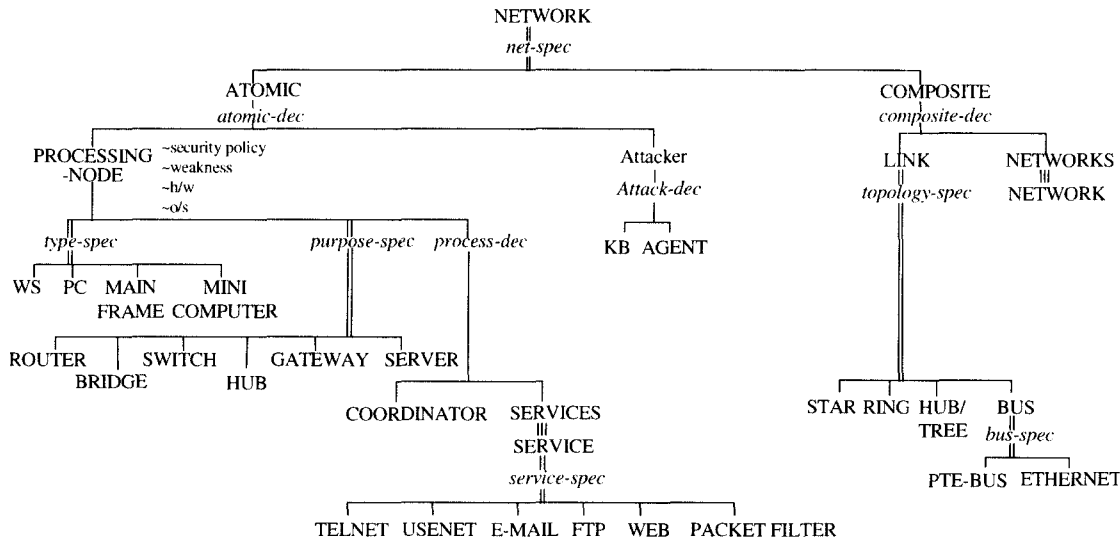 NETWORK
net-spec
ATOMIC
COMPOSITE
atomic-dec
composite-dec
PROCESSING
-NODE
~security policy
~weakness
~h/w
~o/s
Attacker
LINK
NETWORKS
Attack-dec
topology-spec
NETWORK
type-spec
purpose-spec
process-dec
KB AGENT
WS PC MAIN MINI
FRAME COMPUTER
ROUTER SWITCH GATEWAY SERVER
BRIDGE HUB
COORDINATOR SERVICES
STAR RING HUB/ BUS
TREE
SERVICE
bus-spec
service-spec
PTE-BUS ETHERNET
TELNET USENET E-MAIL FTP WEB PACKET FILTER